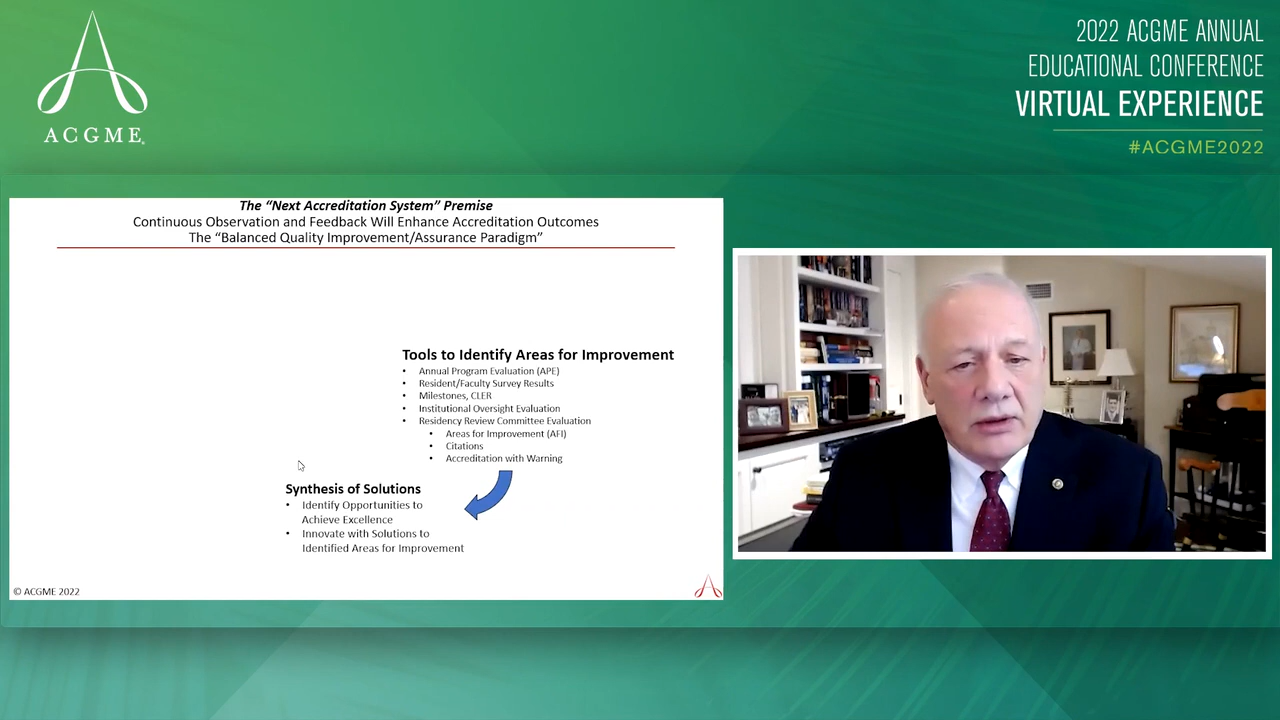 ACGME®
2022 ACGME ANNUAL
EDUCATIONAL CONFERENCE
VIRTUAL EXPERIENCE
#ACGME2022
The “Next Accreditation System” Premise
Continuous Observation and Feedback Will Enhance Accreditation Outcomes
The “Balanced Quality Improvement/Assurance Paradigm”
Tools to Identify Areas for Improvement
• Annual Program Evaluation (APE)
• Resident/Faculty Survey Results
• Milestones, CLER
• Institutional Oversight Evaluation
• Residency Review Committee Evaluation
• Areas for Improvement (AFI)
• Citations
• Accreditation with Warning
Synthesis of Solutions
• Identify Opportunities to
Achieve Excellence
• Innovate with Solutions to
Identified Areas for Improvement
© ACGME 2022